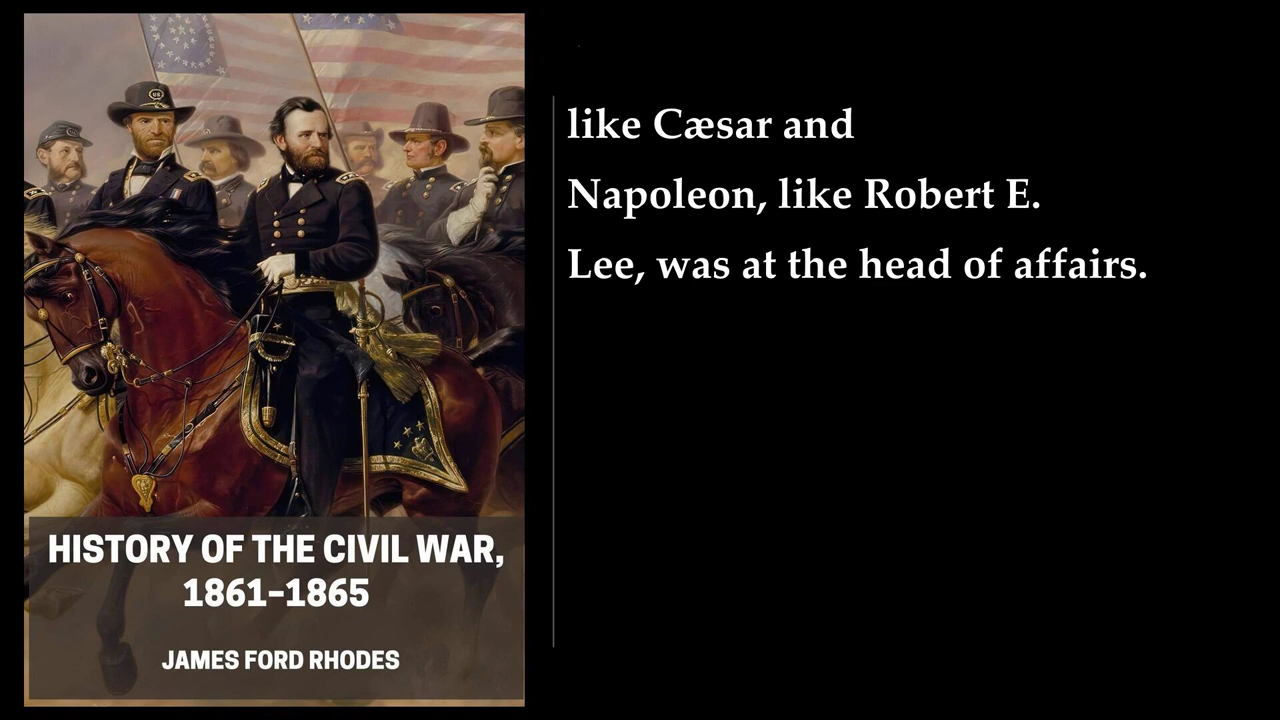 like Cæsar and
Napoleon, like Robert E.
Lee, was at the head of affairs.
HISTORY OF THE CIVIL WAR,
1861–1865
JAMES FORD RHODES